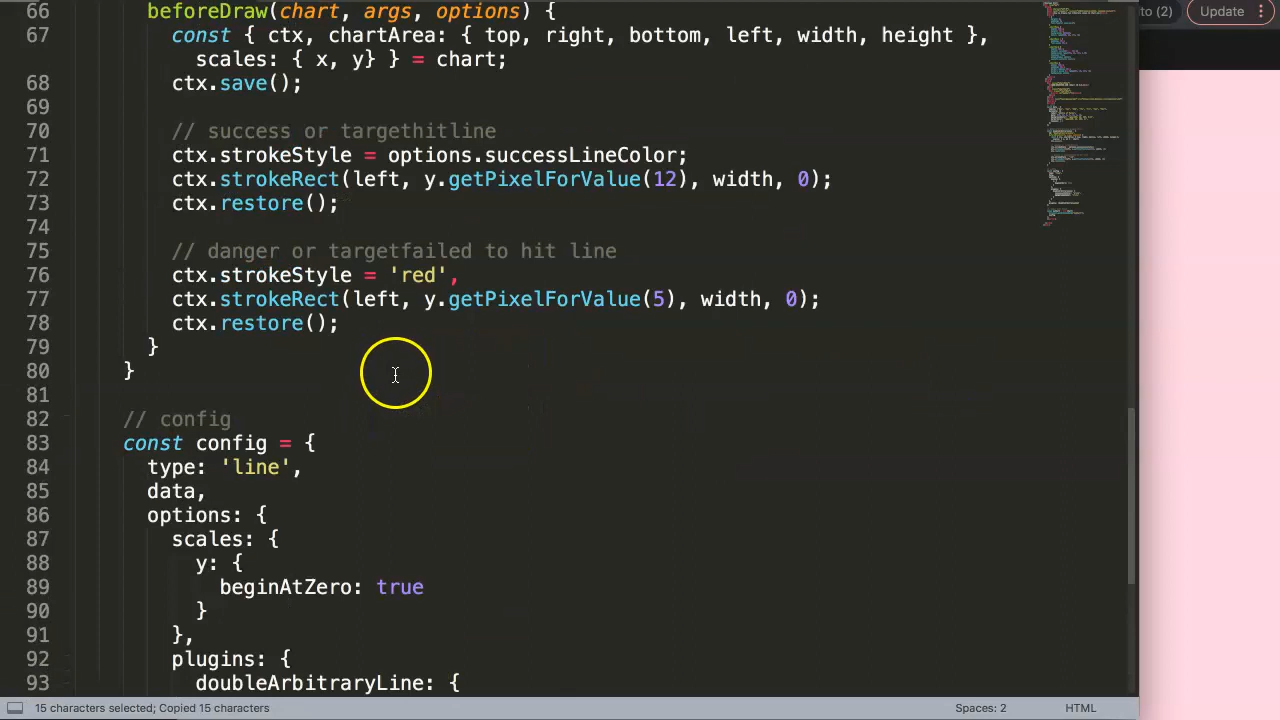 66 beforeDraw(chart, args, options) {
ito (2)
Update
67 const { ctx, chartArea: { top, right, bottom, left, width, height },
scales: { x, y} } = chart;
68 ctx.save();
69
70 // success or targethitline
71 ctx.strokeStyle = options.successLineColor;
72 ctx.strokeRect(left, y.getPixelForValue(12), width, 0);
73 ctx.restore();
74
75 // danger or targetfailed to hit line
76 ctx.strokeStyle = 'red',
77 ctx.strokeRect(left, y.getPixelForValue(5), width, 0);
78 ctx.restore();
79 }
80 }
81
82 // config
83 const config = {
84 type: 'line',
85 data,
86 options: {
87 scales: {
88 y: {
89 beginAtZero: true
90 }
91 },
92 plugins: {
93 doubleArbitraryLine: {
15 characters selected; Copied 15 characters
Spaces: 2
HTML